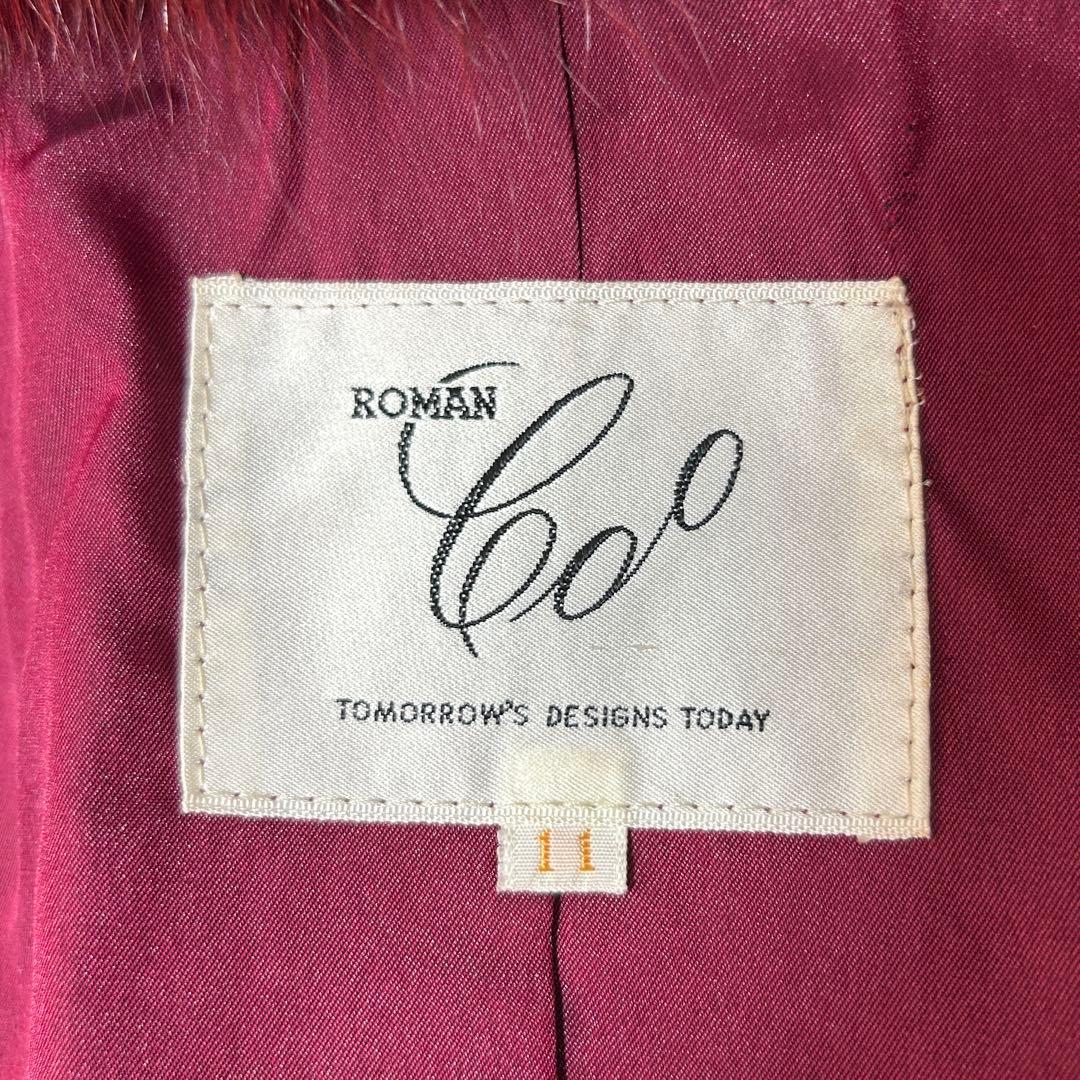 ROMAN
Coo
TOMORROW'S DESIGNS TODAY
11